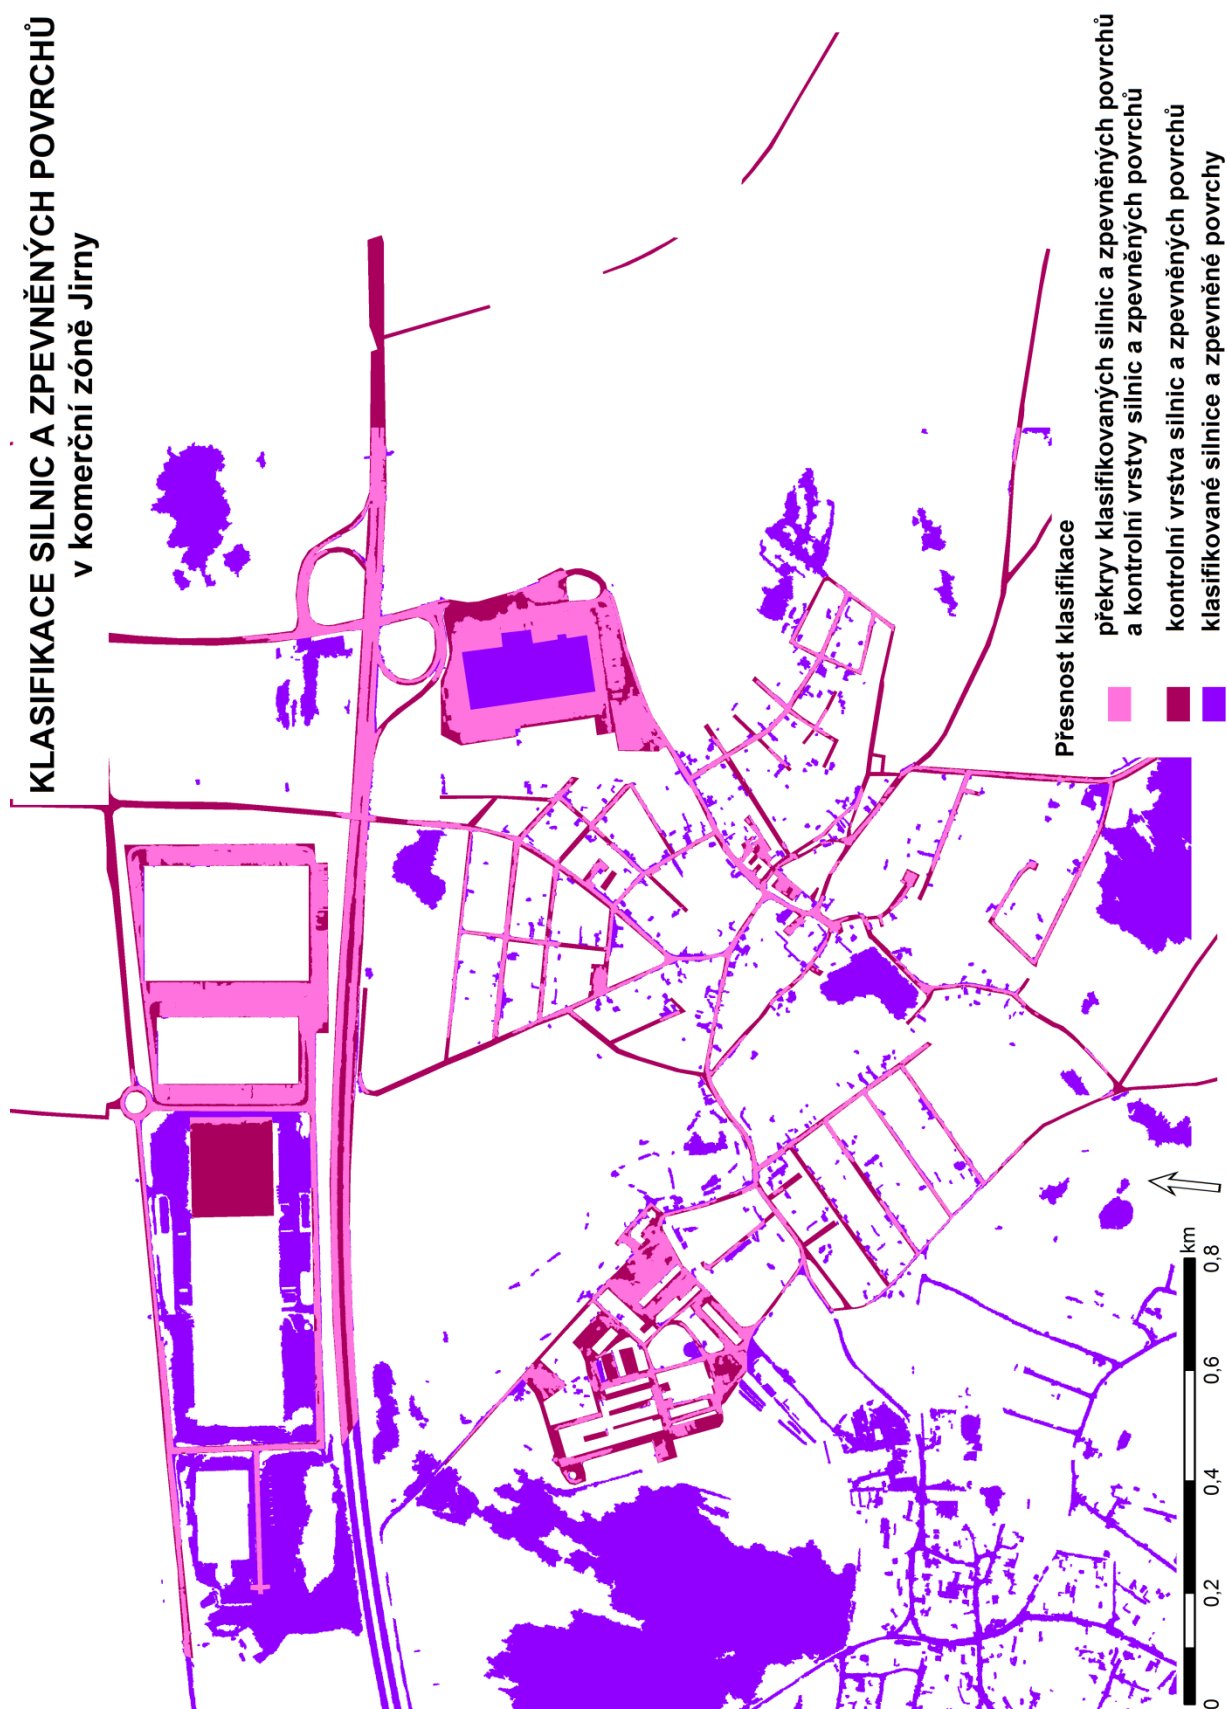 KLASIFIKACE SILNIC A ZPEVNĚNÝCH POVRCHŮ
v komerční zóně Jirny
Přesnost klasifikace
překryv klasifikovaných silnic a zpevněných povrchů
a kontrolní vrstvy silnic a zpevněných povrchů
kontrolní vrstva silnic a zpevněných povrchů
klasifikované silnice a zpevněné povrchy
km
0 0,2 0,4 0,6 0,8